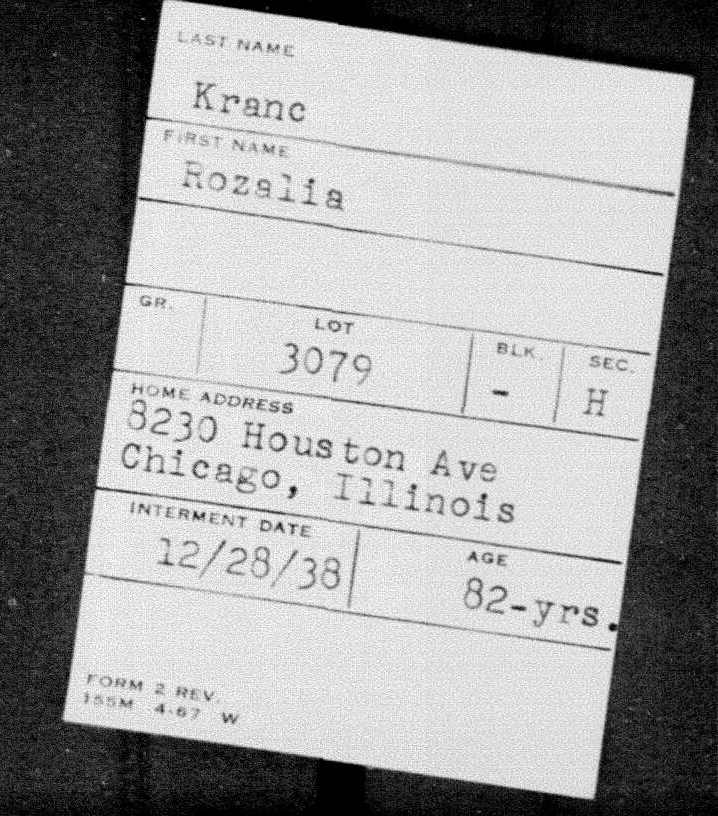 LAST NAME
Kranc
FIRST NAME
Rozalia
GR. LOT BLK. SEC.
3079 - H
HOME ADDRESS
8230 Houston Ave
Chicago, Illinois
INTERMENT DATE AGE
12/28/38 82-yrs.
FORM 2 REV.
155M 4-67 W